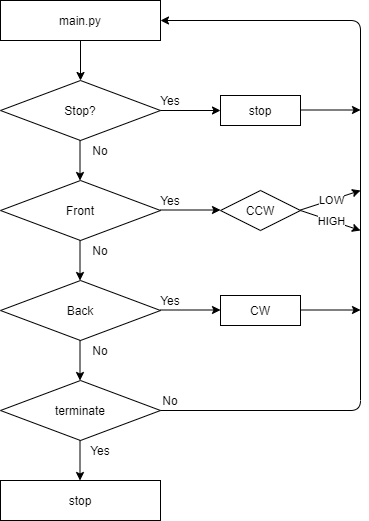 main.py
Stop?
Yes
stop
No
Front
Yes
CCW
LOW
HIGH
No
Back
Yes
CW
No
terminate
No
Yes
stop